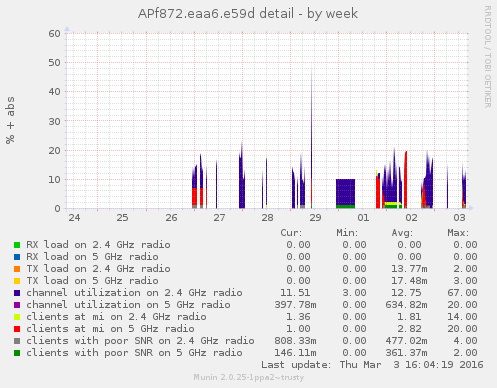 APf872.eaa6.e59d detail - by week
RRDTOOL / TOBI OETIKER
% + abs
60
50
40
30
20
10
0
24 25 26 27 28 29 01 02 03
Cur: Min: Avg: Max:
RX load on 2.4 GHz radio 0.00 0.00 0.00 0.00
RX load on 5 GHz radio 0.00 0.00 0.00 0.00
TX load on 2.4 GHz radio 0.00 0.00 13.77m 2.00
TX load on 5 GHz radio 0.00 0.00 17.48m 3.00
channel utilization on 2.4 GHz radio 11.51 3.00 12.75 67.00
channel utilization on 5 GHz radio 397.78m 0.00 634.82m 20.00
clients at mi on 2.4 GHz radio 1.36 0.00 1.81 14.00
clients at mi on 5 GHz radio 1.00 0.00 2.82 20.00
clients with poor SNR on 2.4 GHz radio 808.33m 0.00 477.02m 4.00
clients with poor SNR on 5 GHz radio 146.11m 0.00 361.37m 2.00
Last update: Thu Mar 3 16:04:19 2016
Munin 2.0.25-1ppa2~trusty